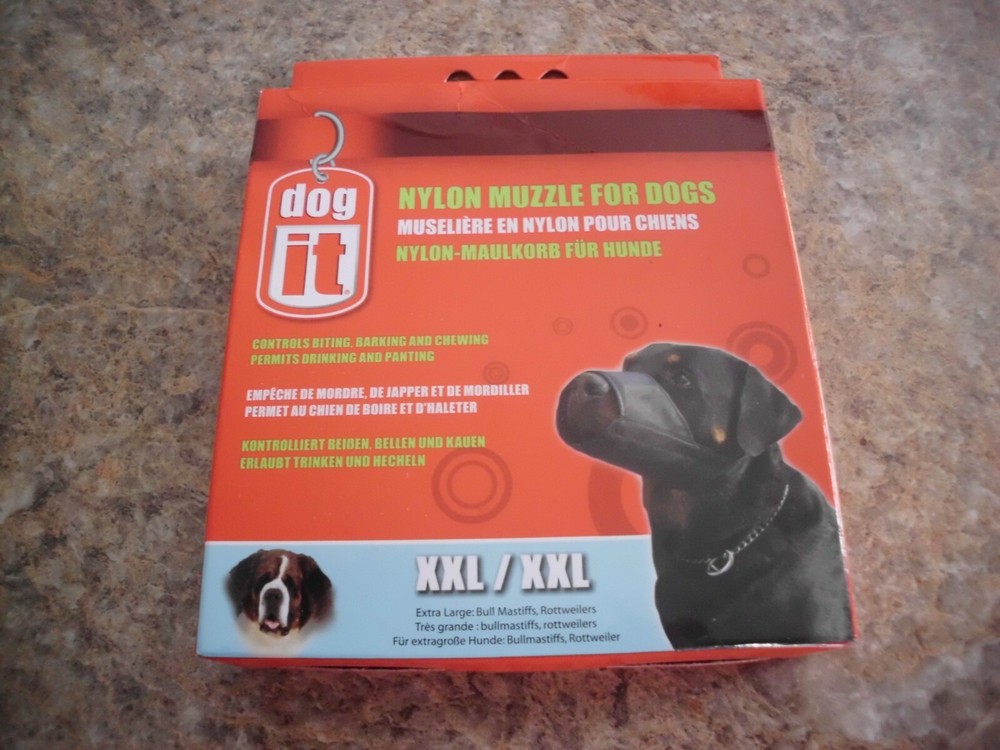 dog
it
NYLON MUZZLE FOR DOGS
MUSELIÈRE EN NYLON POUR CHIENS
NYLON-MAULKORB FÜR HUNDE
CONTROLS BITING, BARKING AND CHEWING
PERMITS DRINKING AND PANTING
EMPÊCHE DE MORDRE, DE JAPPER ET DE MORDILLER
PERMET AU CHIEN DE BOIRE ET D'HALETER
KONTROLLIERT BEIßEN, BELLEN UND KAUEN
ERLAUBT TRINKEN UND HECHELN
XXL / XXL
Extra Large: Bull Mastiffs, Rottweilers
Très grande : bullmastiffs, rottweilers
Für extragroße Hunde: Bullmastiffs, Rottweiler